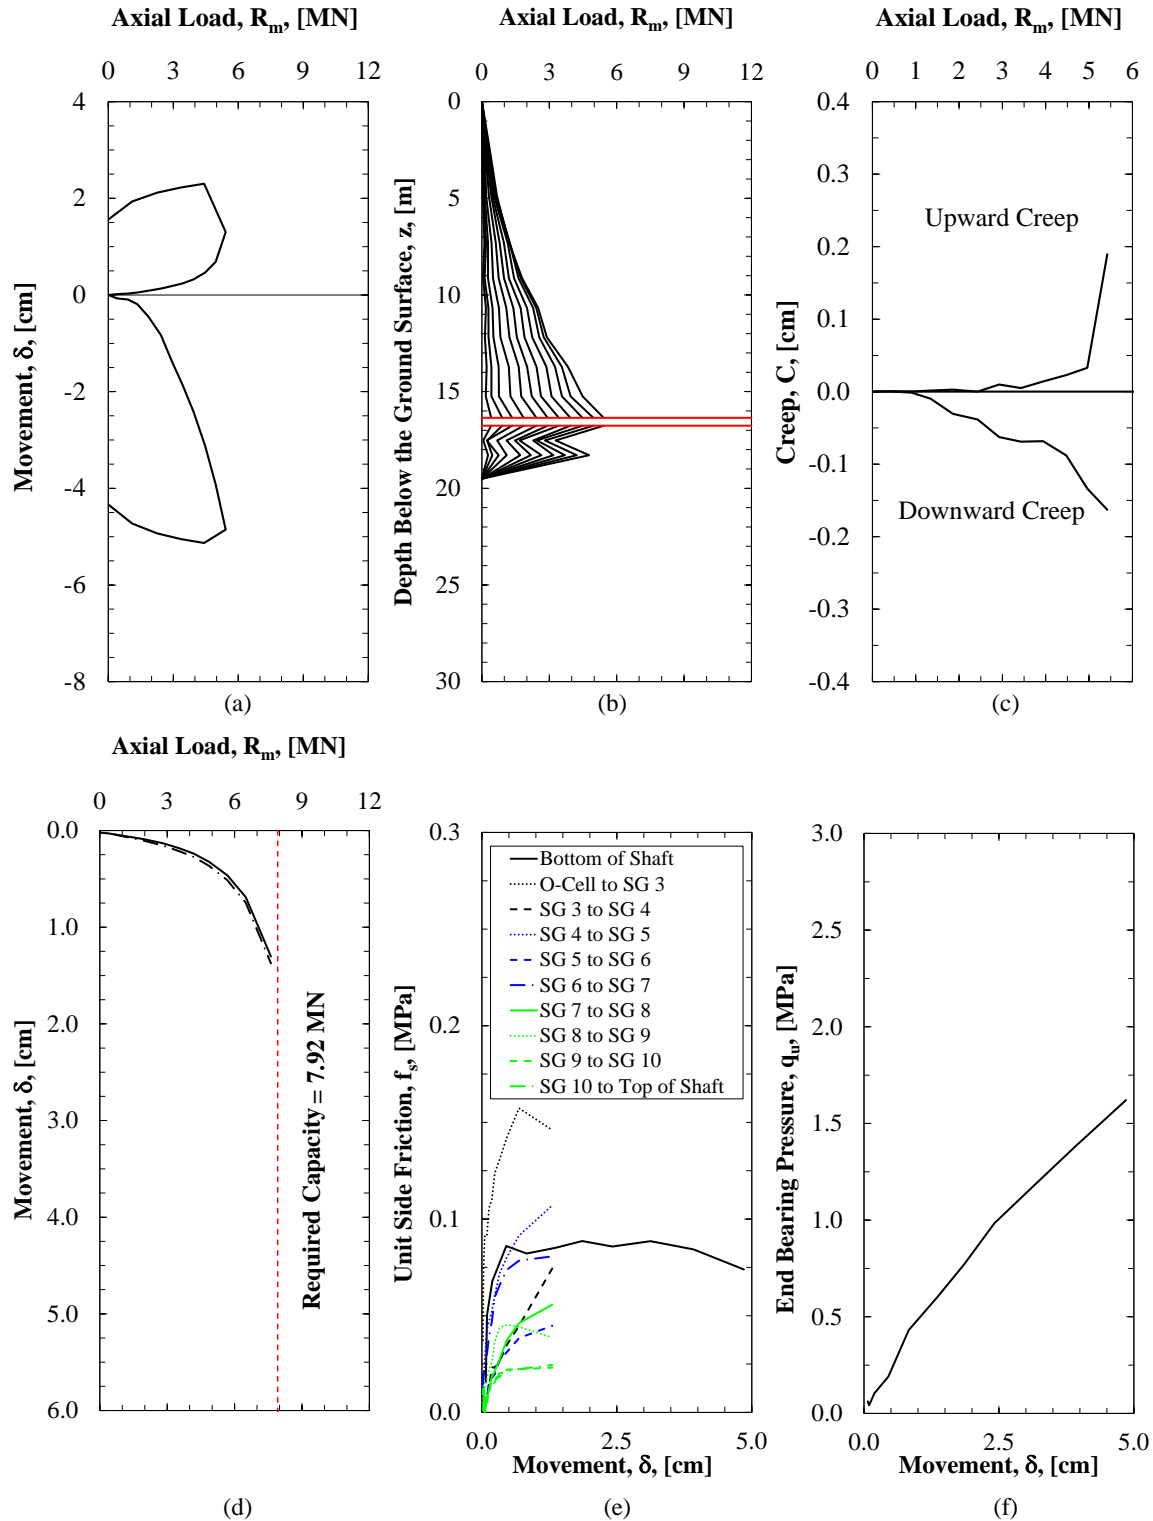 Axial Load, Rm, [MN]
0 3 6 9 12
4
2
0
-2
-4
-6
-8
Movement, δ, [cm]
(a)
Axial Load, Rm, [MN]
0 3 6 9 12
0
5
10
15
20
25
30
Depth Below the Ground Surface, z, [m]
(b)
Axial Load, Rm, [MN]
0 1 2 3 4 5 6
0.4
0.3
0.2
0.1
0.0
-0.1
-0.2
-0.3
-0.4
Creep, C, [cm]
Upward Creep
Downward Creep
(c)
Axial Load, Rm, [MN]
0 3 6 9 12
0.0
1.0
2.0
3.0
4.0
5.0
6.0
Movement, δ, [cm]
Required Capacity = 7.92 MN
(d)
0.3
0.2
0.1
0.0
Unit Side Friction, fs, [MPa]
Bottom of Shaft
O-Cell to SG 3
SG 3 to SG 4
SG 4 to SG 5
SG 5 to SG 6
SG 6 to SG 7
SG 7 to SG 8
SG 8 to SG 9
SG 9 to SG 10
SG 10 to Top of Shaft
0.0 2.5 5.0
Movement, δ, [cm]
(e)
3.0
2.5
2.0
1.5
1.0
0.5
0.0
End Bearing Pressure, qu, [MPa]
0.0 2.5 5.0
Movement, δ, [cm]
(f)